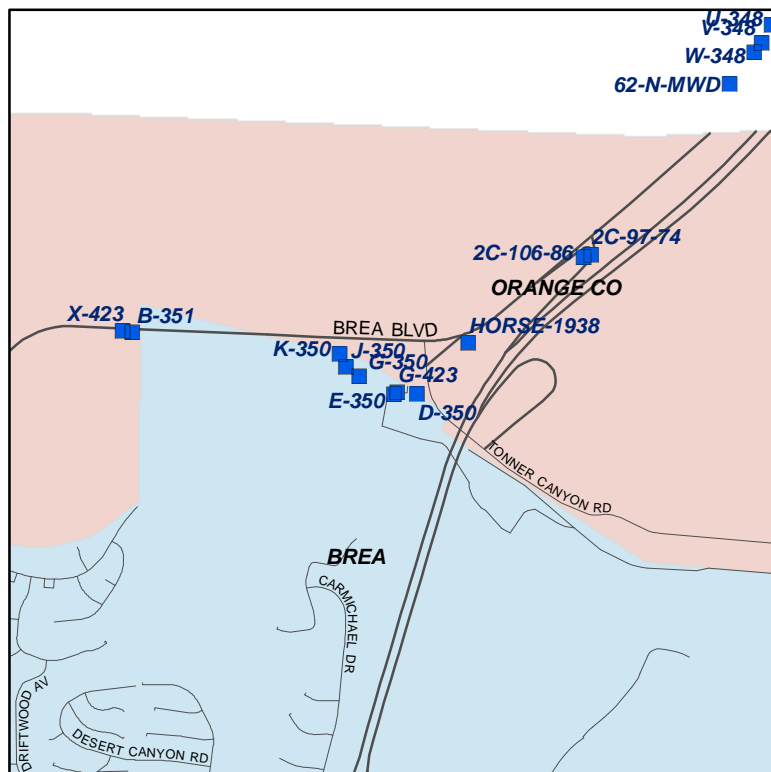 U-348
V-348
W-348
62-N-MWD
2C-97-74
2C-106-86
ORANGE CO
X-423
B-351
BREA BLVD
HORSE-1938
K-350
J-350
G-350
G-423
E-350
D-350
TONNER CANYON RD
BREA
CARMICHAEL DR
DRIFTWOOD AV
DESERT CANYON RD